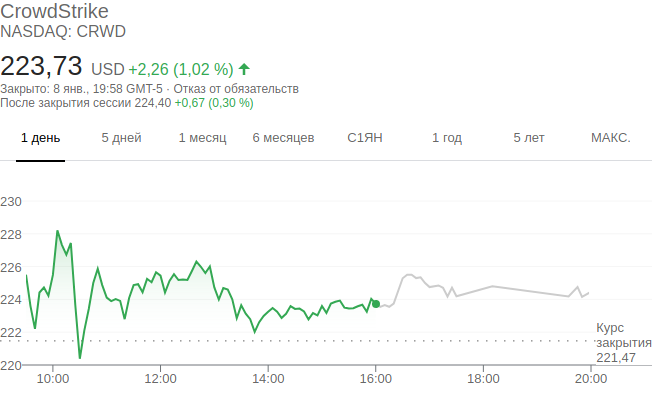 CrowdStrike
NASDAQ: CRWD
223,73 USD +2,26 (1,02 %)
Закрыто: 8 янв., 19:58 GMT-5 · Отказ от обязательств
После закрытия сессии 224,40 +0,67 (0,30 %)
1 день 5 дней 1 месяц 6 месяцев С1ЯН 1 год 5 лет МАКС.
230
228
226
224
222
220
Курс
закрытия
221,47
10:00 12:00 14:00 16:00 18:00 20:00